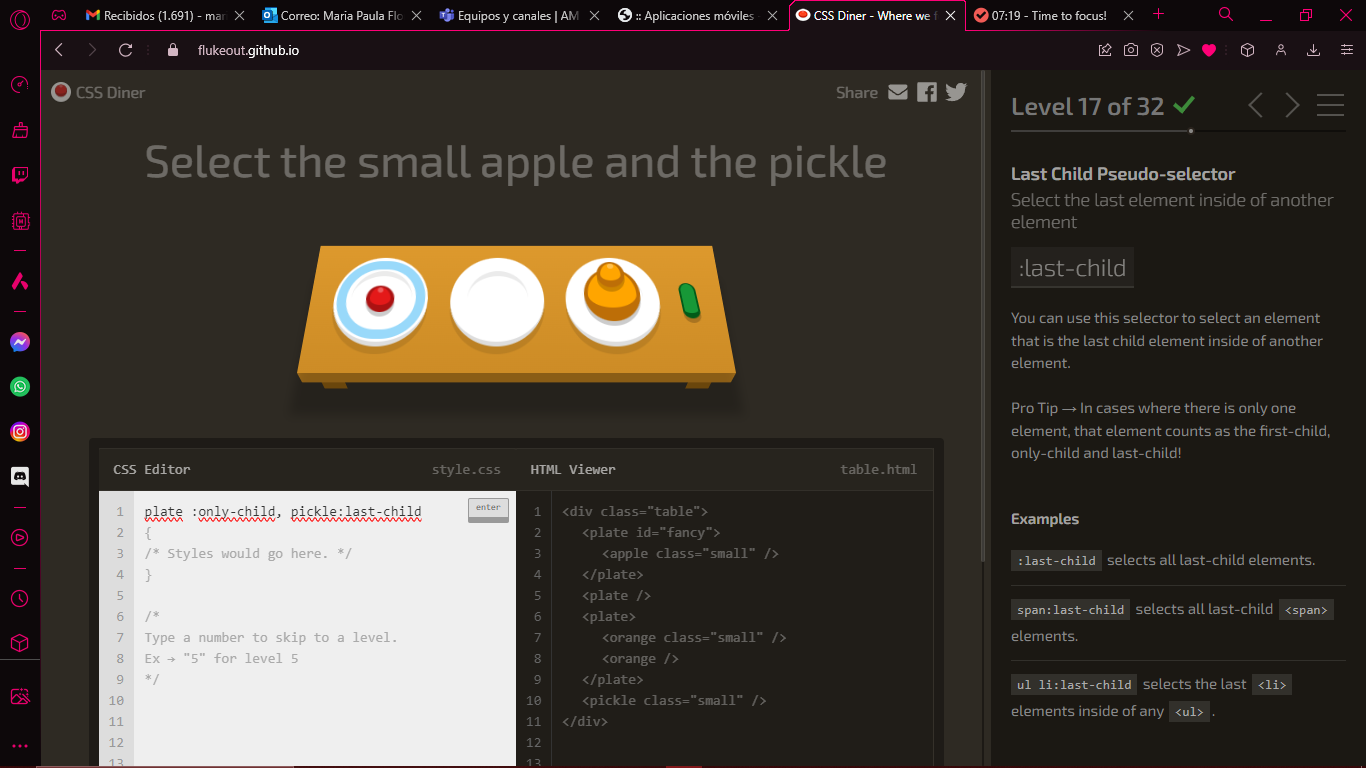 Recibidos (1.691) - mar
Correo: Maria Paula Flo
Equipos y canales | AM
:: Aplicaciones móviles -
CSS Diner - Where we f
07:19 - Time to focus!
flukeout.github.io
CSS Diner
Share
Level 17 of 32
Select the small apple and the pickle
Last Child Pseudo-selector
Select the last element inside of another
element
:last-child
You can use this selector to select an element
that is the last child element inside of another
element.
Pro Tip → In cases where there is only one
element, that element counts as the first-child,
only-child and last-child!
Examples
:last-child selects all last-child elements.
span:last-child selects all last-child <span>
elements.
ul li:last-child selects the last <li>
elements inside of any <ul> .
CSS Editor
style.css
1 plate :only-child, pickle:last-child
enter
2 {
3 /* Styles would go here. */
4 }
5
6 /*
7 Type a number to skip to a level.
8 Ex → "5" for level 5
9 */
10
11
12
13
HTML Viewer
table.html
1 <div class="table">
2 <plate id="fancy">
3 <apple class="small" />
4 </plate>
5 <plate />
6 <plate>
7 <orange class="small" />
8 <orange />
9 </plate>
10 <pickle class="small" />
11 </div>
12
13